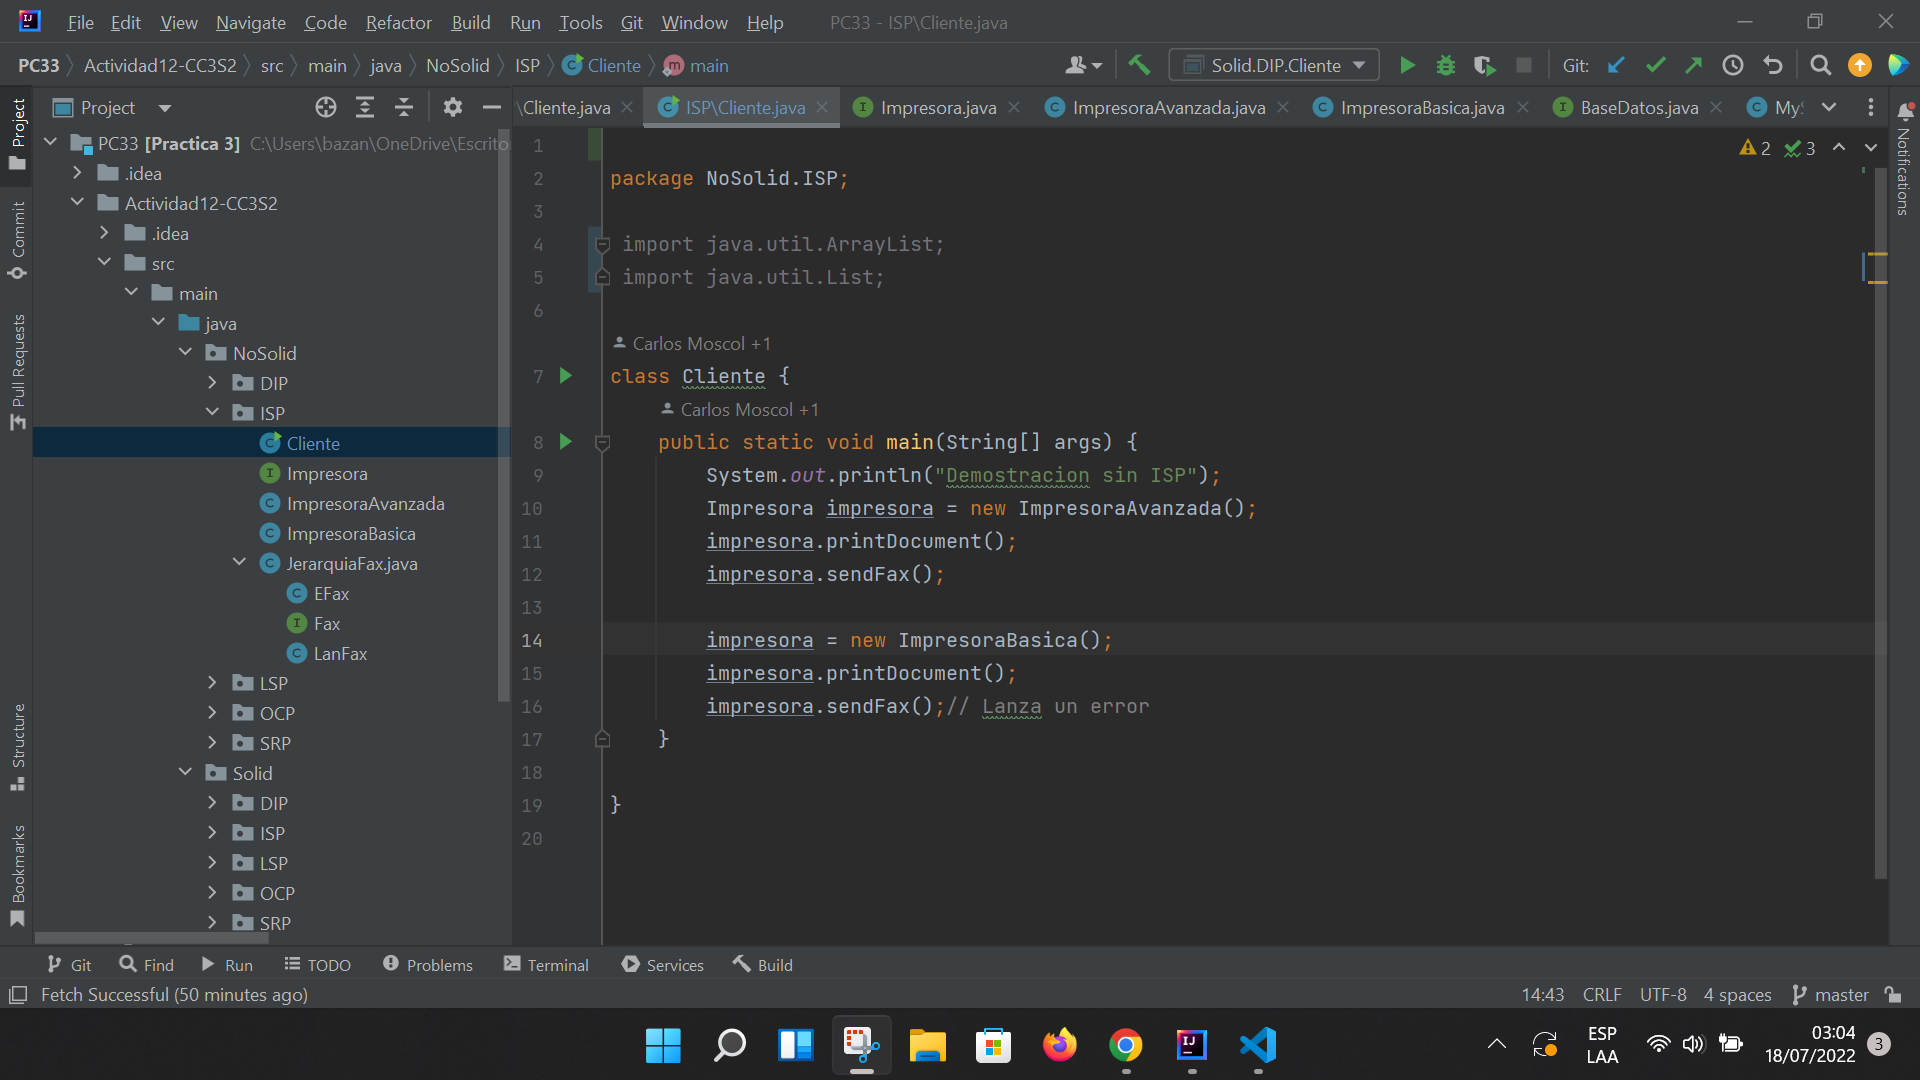 File Edit View Navigate Code Refactor Build Run Tools Git Window Help PC33 - ISP\Cliente.java
PC33 Actividad12-CC3S2 src main java NoSolid ISP Cliente main Solid.DIP.Cliente Git:
Project
\Cliente.java ISP\Cliente.java Impresora.java ImpresoraAvanzada.java ImpresoraBasica.java BaseDatos.java My
Project
Commit
Pull Requests
Structure
Bookmarks
Notifications
PC33 [Practica 3] C:\Users\bazan\OneDrive\Escrito
.idea
Actividad12-CC3S2
.idea
src
main
java
NoSolid
DIP
ISP
Cliente
Impresora
ImpresoraAvanzada
ImpresoraBasica
JerarquiaFax.java
EFax
Fax
LanFax
LSP
OCP
SRP
Solid
DIP
ISP
LSP
OCP
SRP
2 3
1
2 package NoSolid.ISP;
3
4 import java.util.ArrayList;
5 import java.util.List;
6
Carlos Moscol +1
7 class Cliente {
Carlos Moscol +1
8 public static void main(String[] args) {
9 System.out.println("Demostracion sin ISP");
10 Impresora impresora = new ImpresoraAvanzada();
11 impresora.printDocument();
12 impresora.sendFax();
13
14 impresora = new ImpresoraBasica();
15 impresora.printDocument();
16 impresora.sendFax();// Lanza un error
17 }
18
19 }
20
Git Find Run TODO Problems Terminal Services Build
Fetch Successful (50 minutes ago) 14:43 CRLF UTF-8 4 spaces master
ESP
LAA
03:04
18/07/2022
3